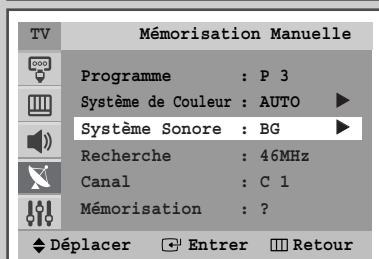 TV Mémorisation Manuelle
Programme : P 3
Système de Couleur : AUTO ▶
Système Sonore : BG ▶
Recherche : 46MHz
Canal : C 1
Mémorisation : ?
Déplacer Entrer Retour